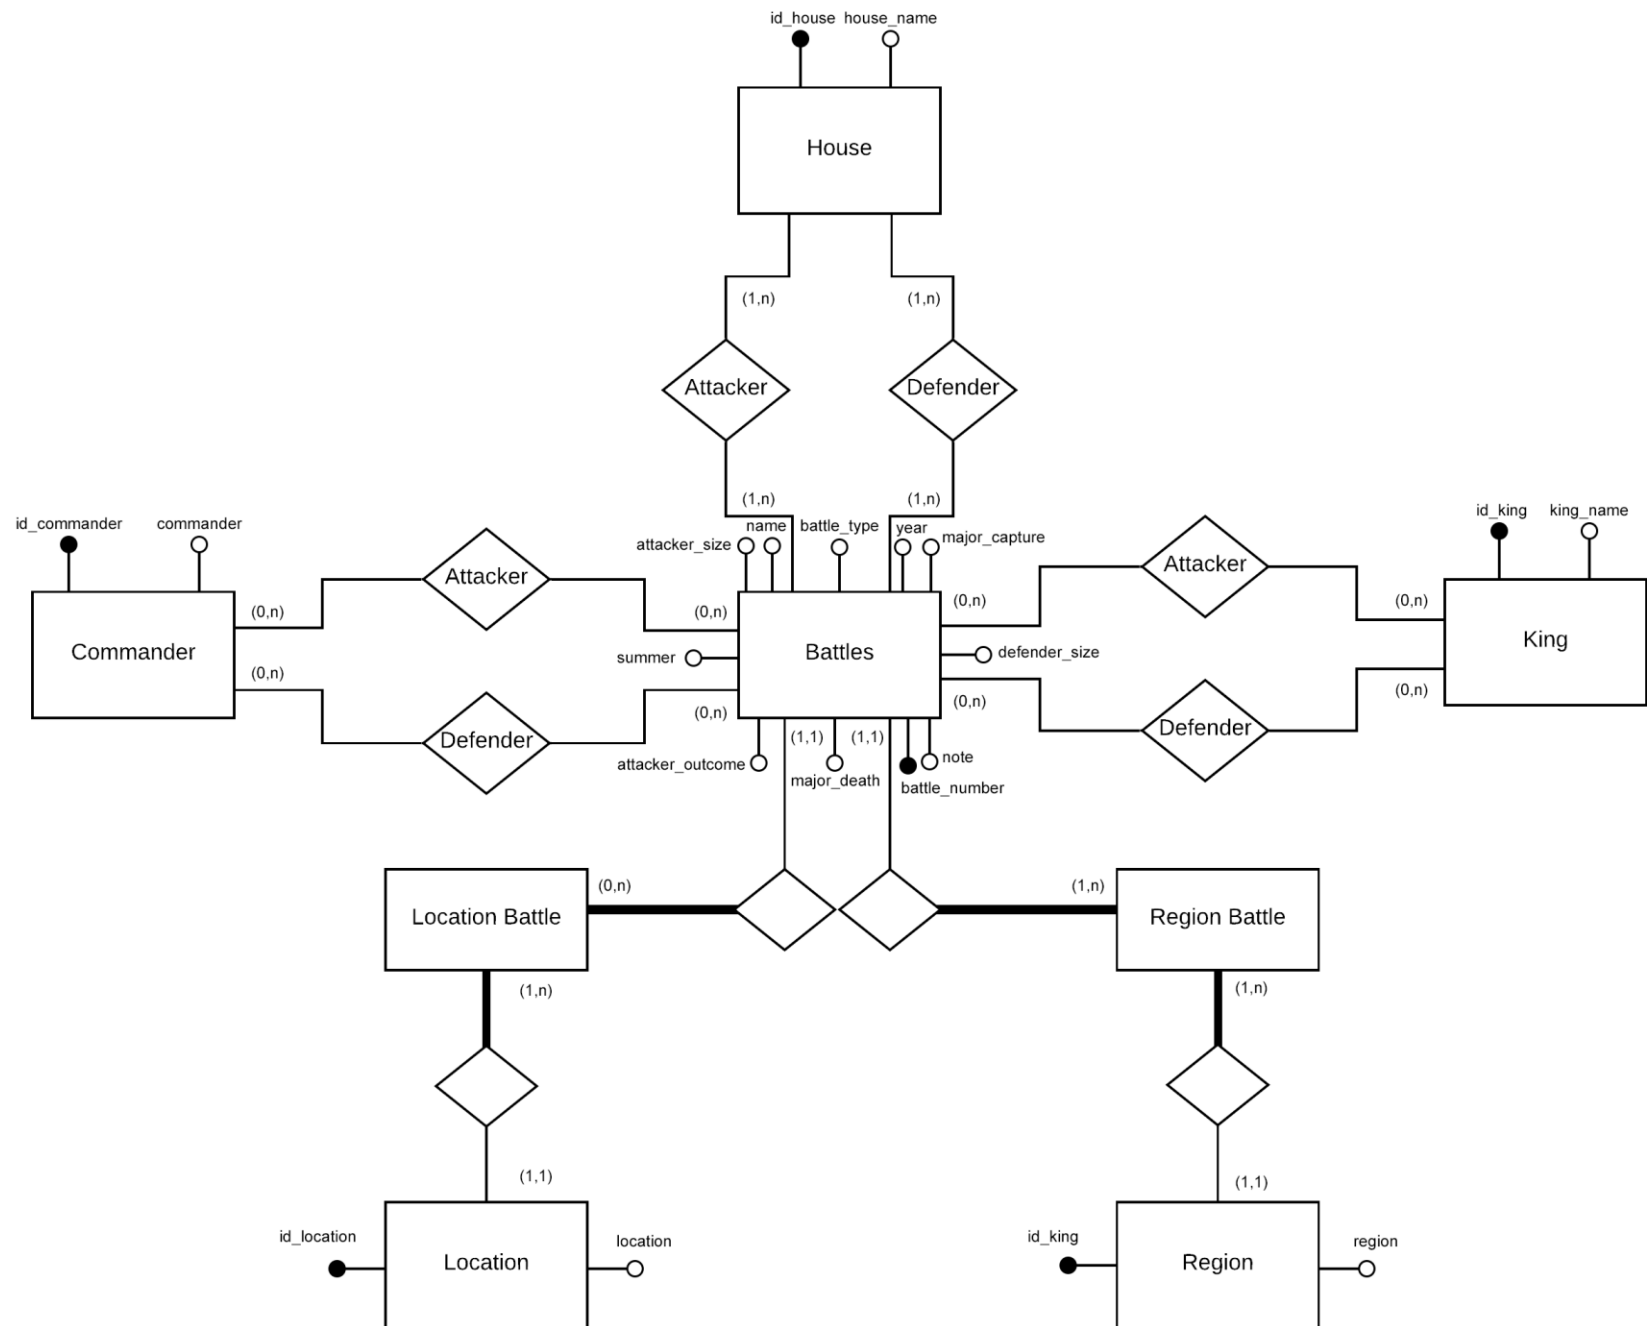 id_house house_name
House
(1,n) (1,n)
Attacker Defender
(1,n) (1,n)
id_commander commander
attacker_size name battle_type year major_capture
id_king king_name
Attacker Attacker
(0,n) (0,n) (0,n) (0,n)
Commander Battles King
summer defender_size
(0,n) (0,n) (0,n) (0,n)
Defender Defender
(1,1) (1,1)
attacker_outcome major_death note
battle_number
(0,n) (1,n)
Location Battle Region Battle
(1,n) (1,n)
(1,1) (1,1)
id_location location id_king region
Location Region